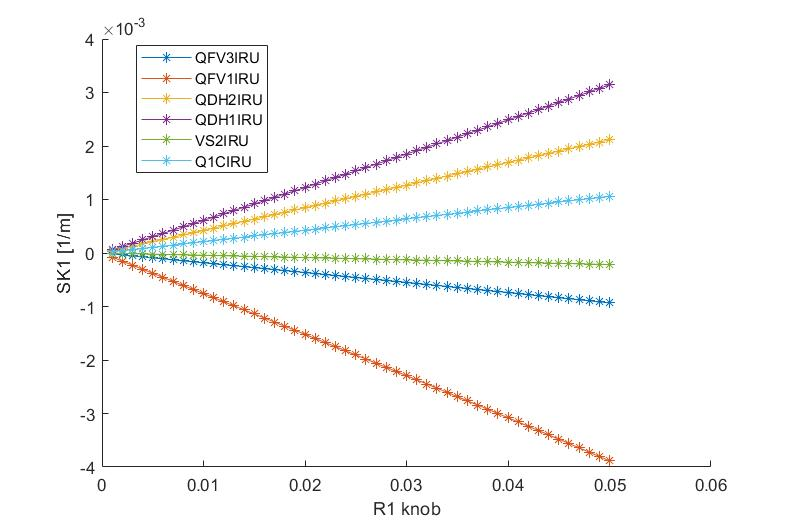 ×10⁻³
4
3
2
1
0
-1
-2
-3
-4
SK1 [1/m]
QFV3IRU
QFV1IRU
QDH2IRU
QDH1IRU
VS2IRU
Q1CIRU
0 0.01 0.02 0.03 0.04 0.05 0.06
R1 knob